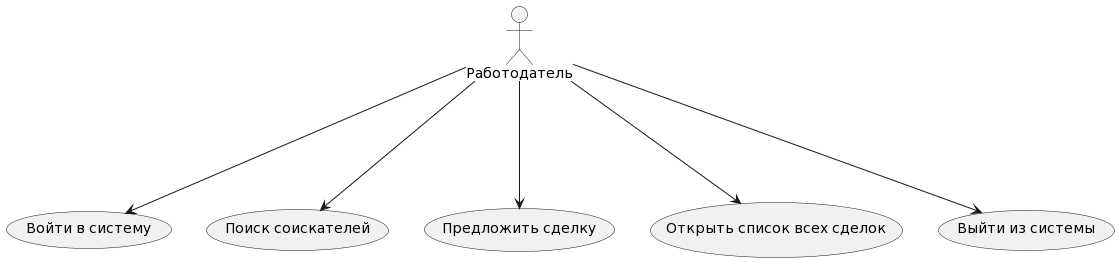 Работодатель
Войти в систему
Поиск соискателей
Предложить сделку
Открыть список всех сделок
Выйти из системы